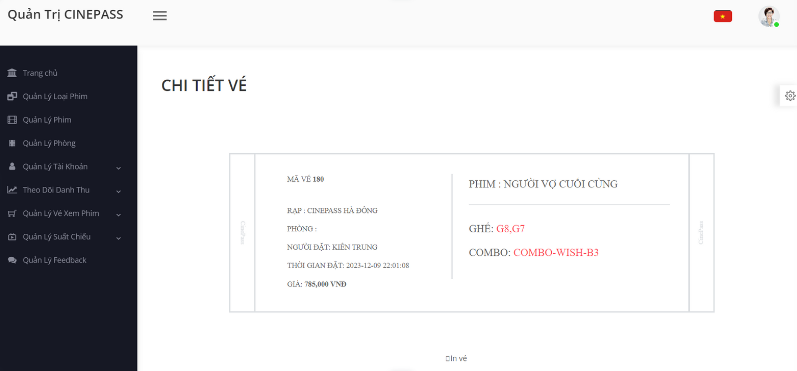 Quản Trị CINEPASS
Trang chủ
Quản Lý Loại Phim
Quản Lý Phim
Quản Lý Phòng
Quản Lý Tài Khoản
Theo Dõi Danh Thu
Quản Lý Vé Xem Phim
Quản Lý Suất Chiếu
Quản Lý Feedback
CHI TIẾT VÉ
CinePass
MÃ VÉ 180
RẠP : CINEPASS HÀ ĐÔNG
PHÒNG :
NGƯỜI ĐẶT: KIÊN TRUNG
THỜI GIAN ĐẶT: 2023-12-09 22:01:08
GIÁ: 785,000 VNĐ
PHIM : NGƯỜI VỢ CUỐI CÙNG
GHẾ: G8,G7
COMBO: COMBO-WISH-B3
CinePass
In vé